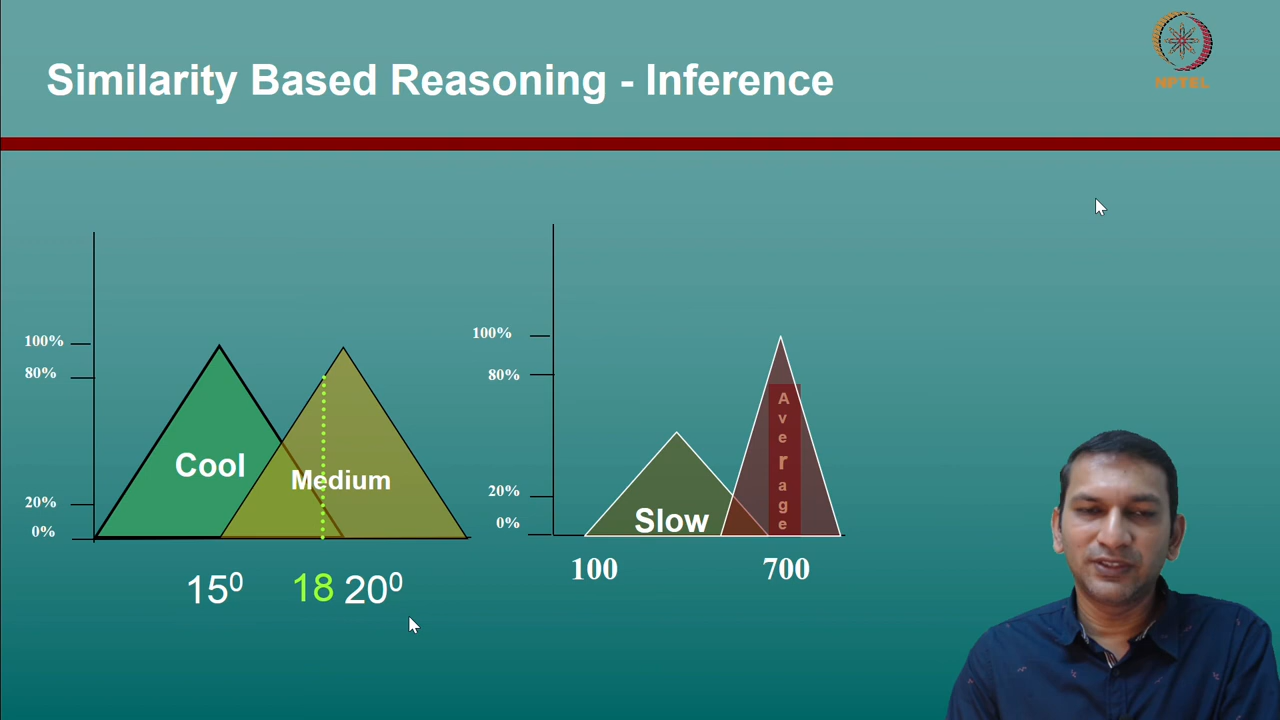 NPTEL
Similarity Based Reasoning - Inference
100%
80%
20%
0%
Cool
Medium
15⁰
18
20⁰
100%
80%
20%
0%
Slow
Average
100
700